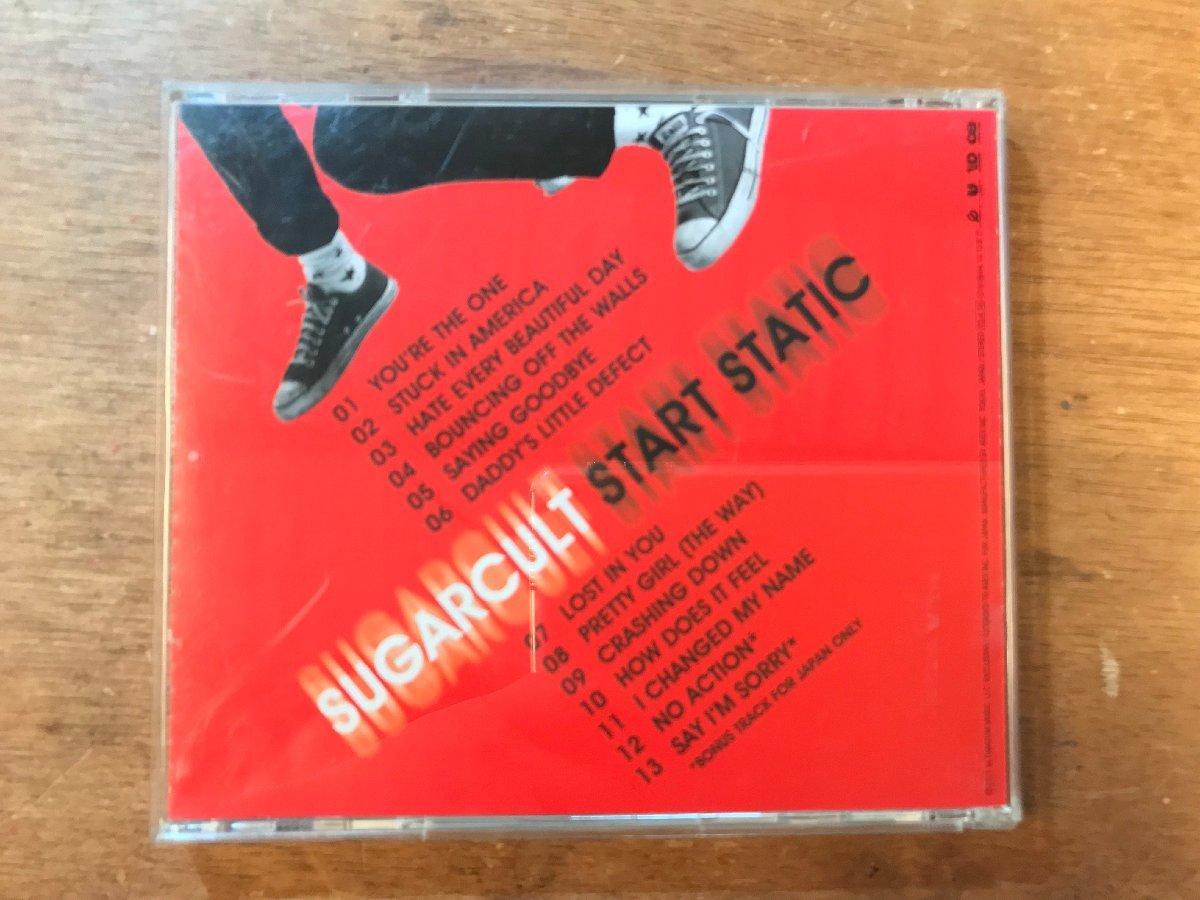 01 YOU'RE THE ONE
02 STUCK IN AMERICA
03 HATE EVERY BEAUTIFUL DAY
04 BOUNCING OFF THE WALLS
05 SAYING GOODBYE
06 DADDY'S LITTLE DEFECT
SUGARCULT START STATIC
07 LOST IN YOU
08 PRETTY GIRL (THE WAY)
09 CRASHING DOWN
10 HOW DOES IT FEEL
11 I CHANGED MY NAME
12 NO ACTION*
13 SAY I'M SORRY*
*BONUS TRACK FOR JAPAN ONLY